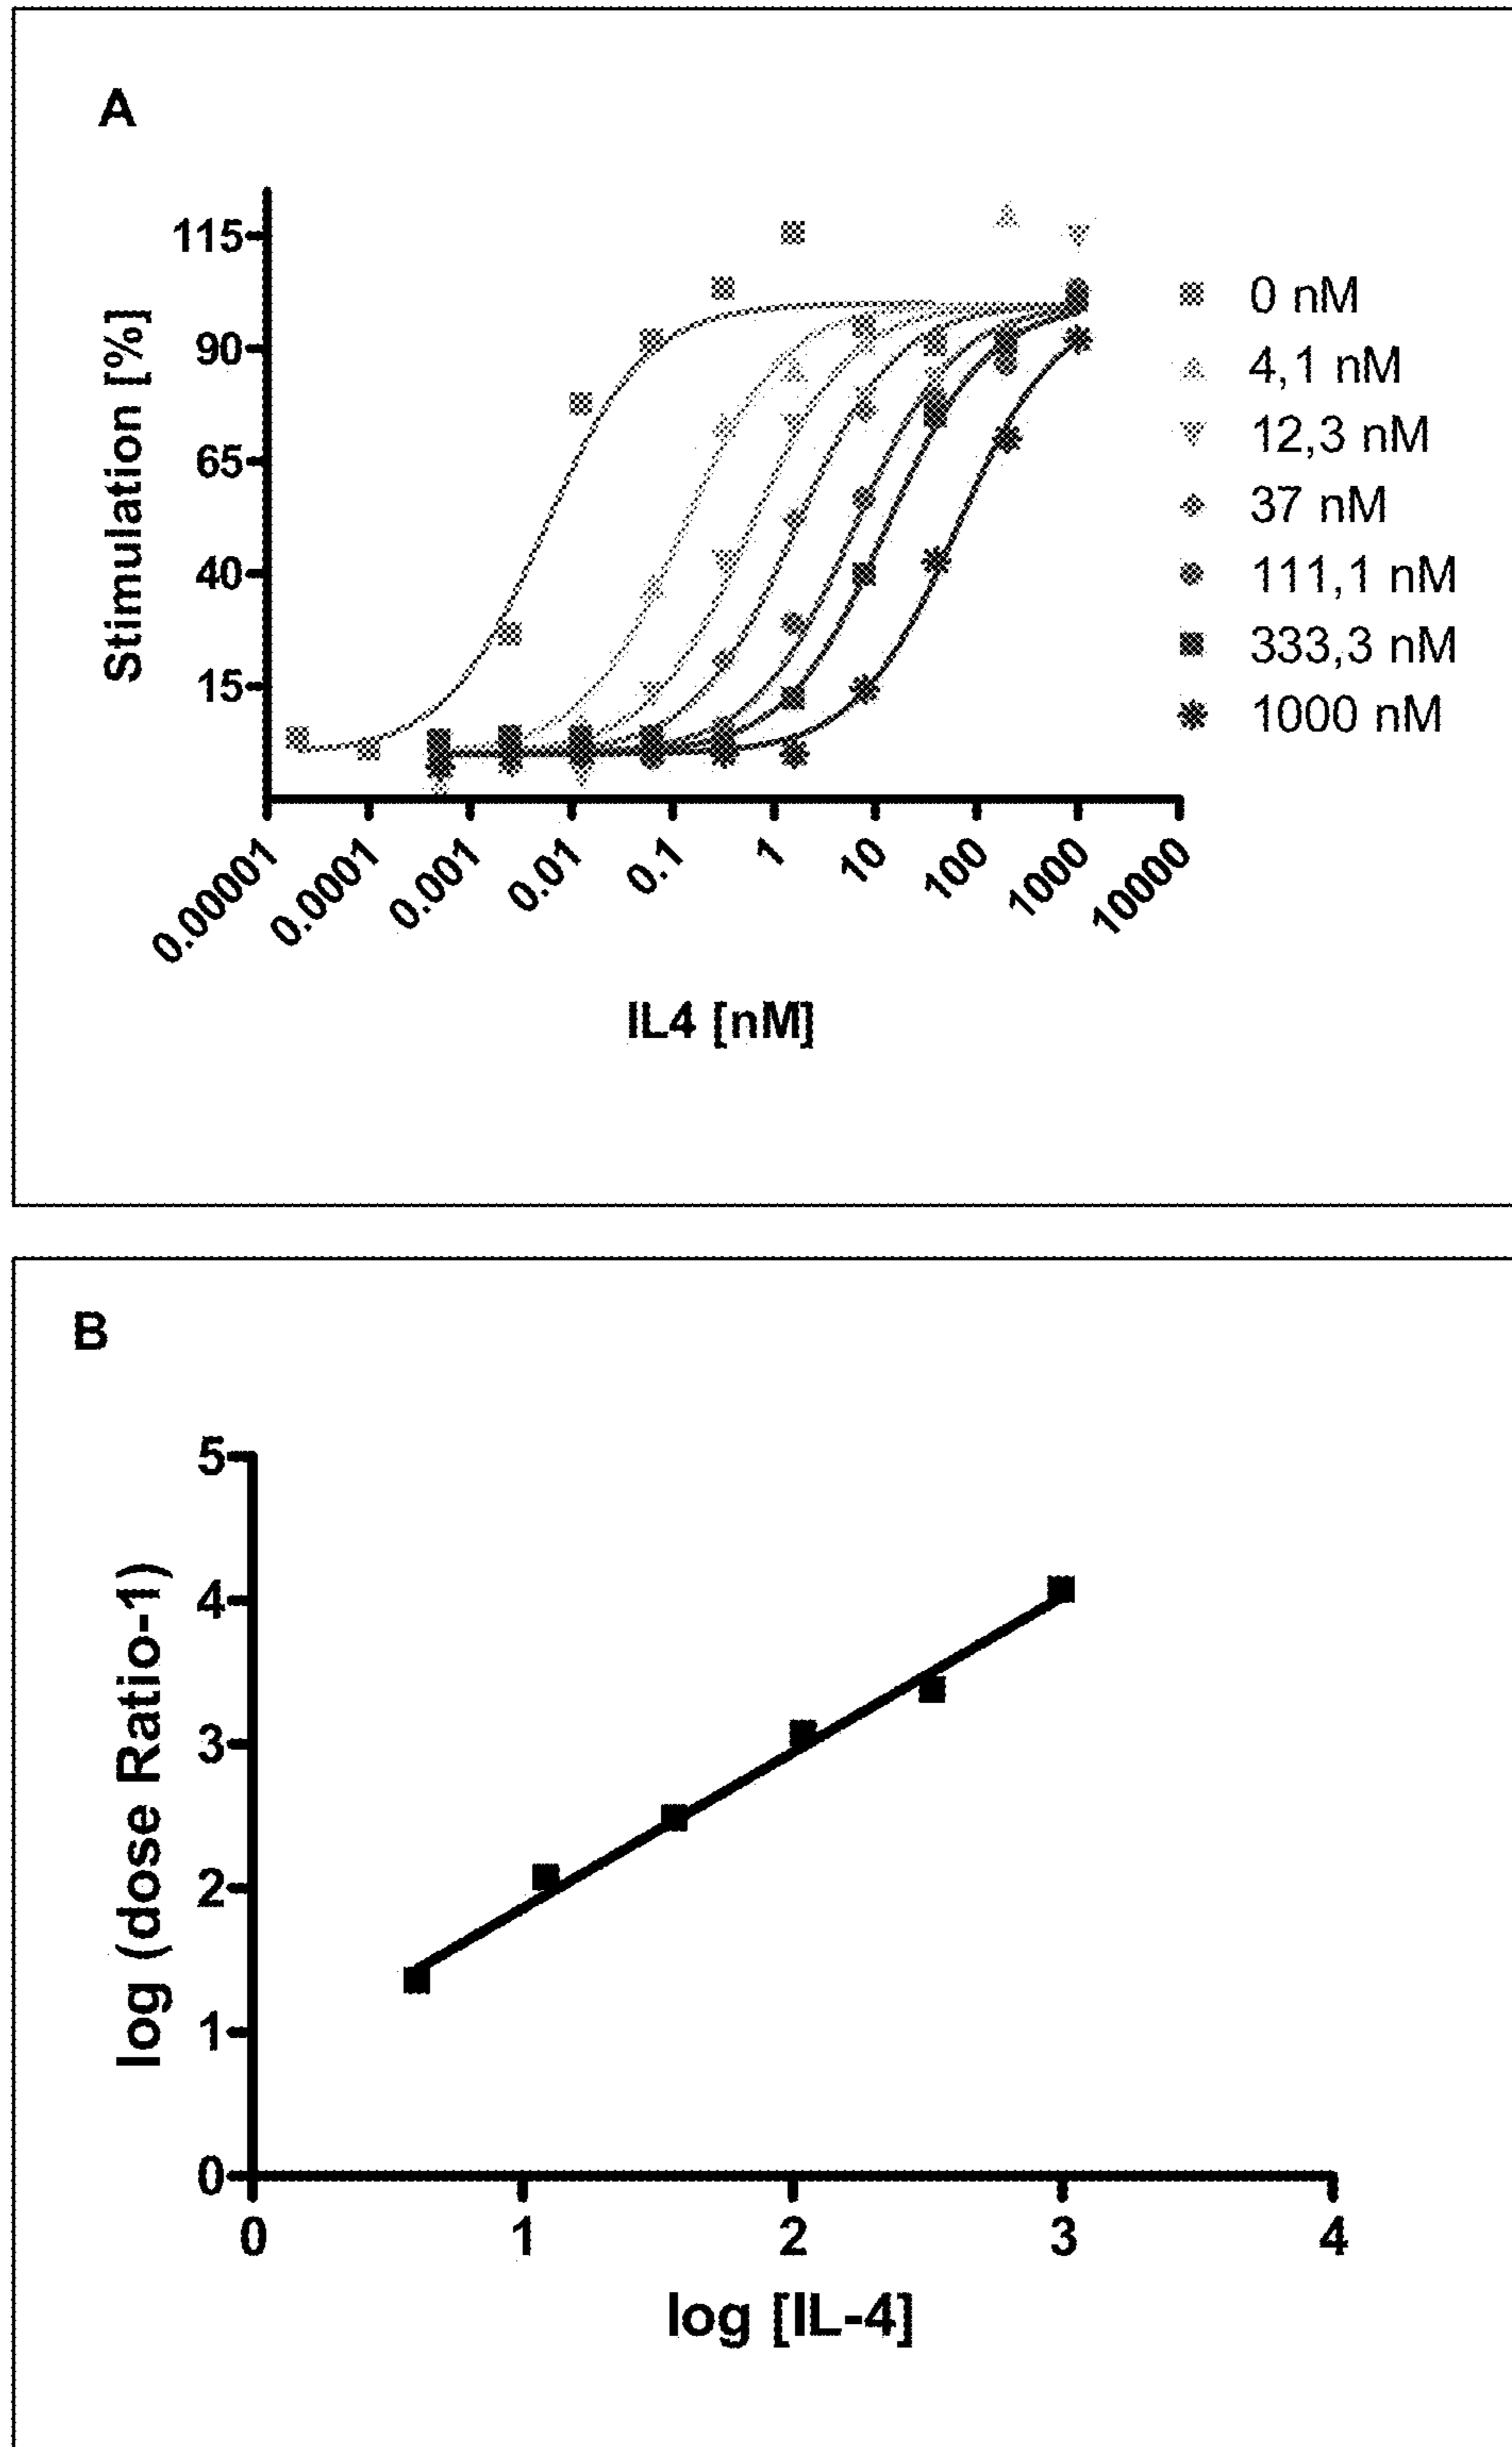 A
Stimulation [%]
115
90
65
40
15
0.00001
0.0001
0.001
0.01
0.1
1
10
100
1000
10000
IL4 [nM]
0 nM
4,1 nM
12,3 nM
37 nM
111,1 nM
333,3 nM
1000 nM
B
log (dose Ratio-1)
5
4
3
2
1
0
0
1
2
3
4
log [IL-4]